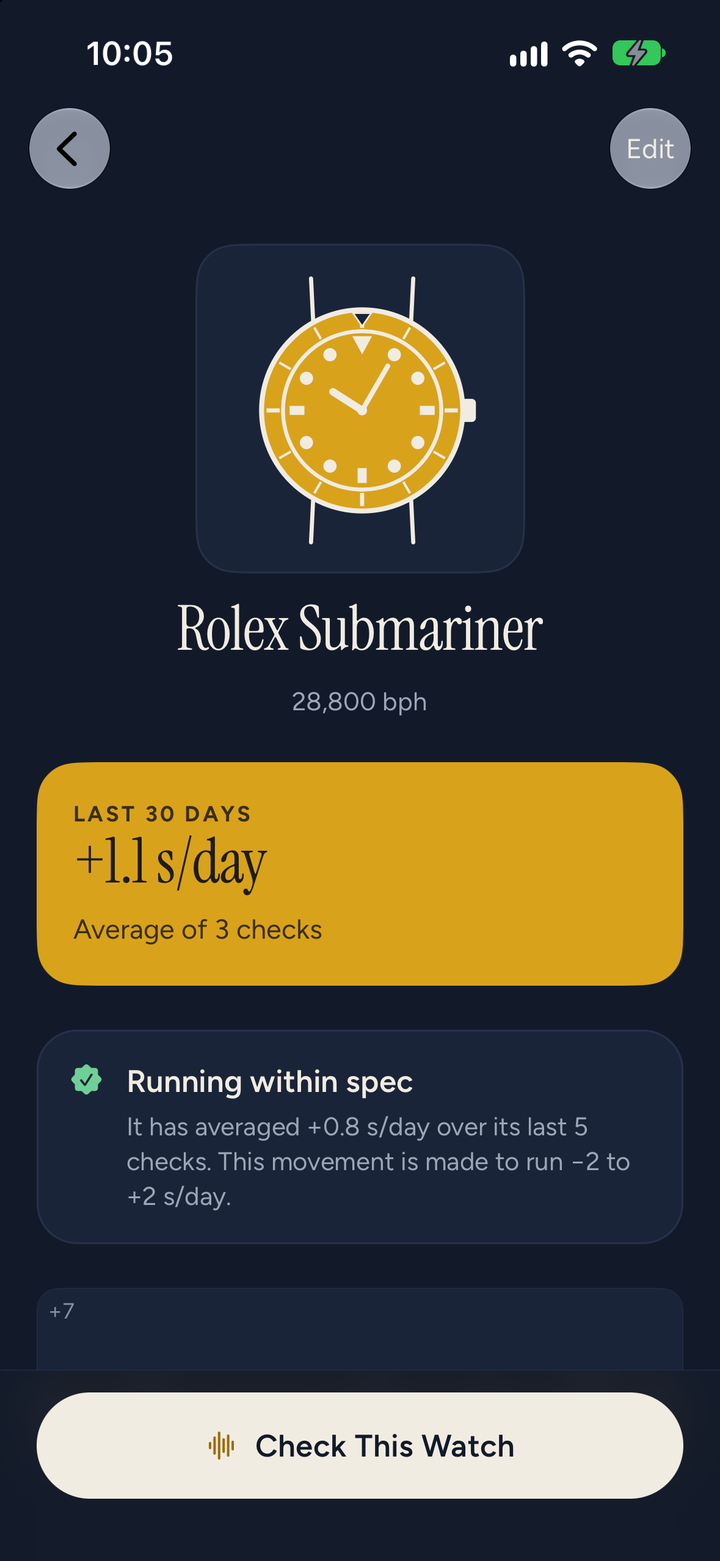 10:05
Edit
Rolex Submariner
28,800 bph
LAST 30 DAYS
+1.1 s/day
Average of 3 checks
Running within spec
It has averaged +0.8 s/day over its last 5
checks. This movement is made to run −2 to
+2 s/day.
+7
Check This Watch